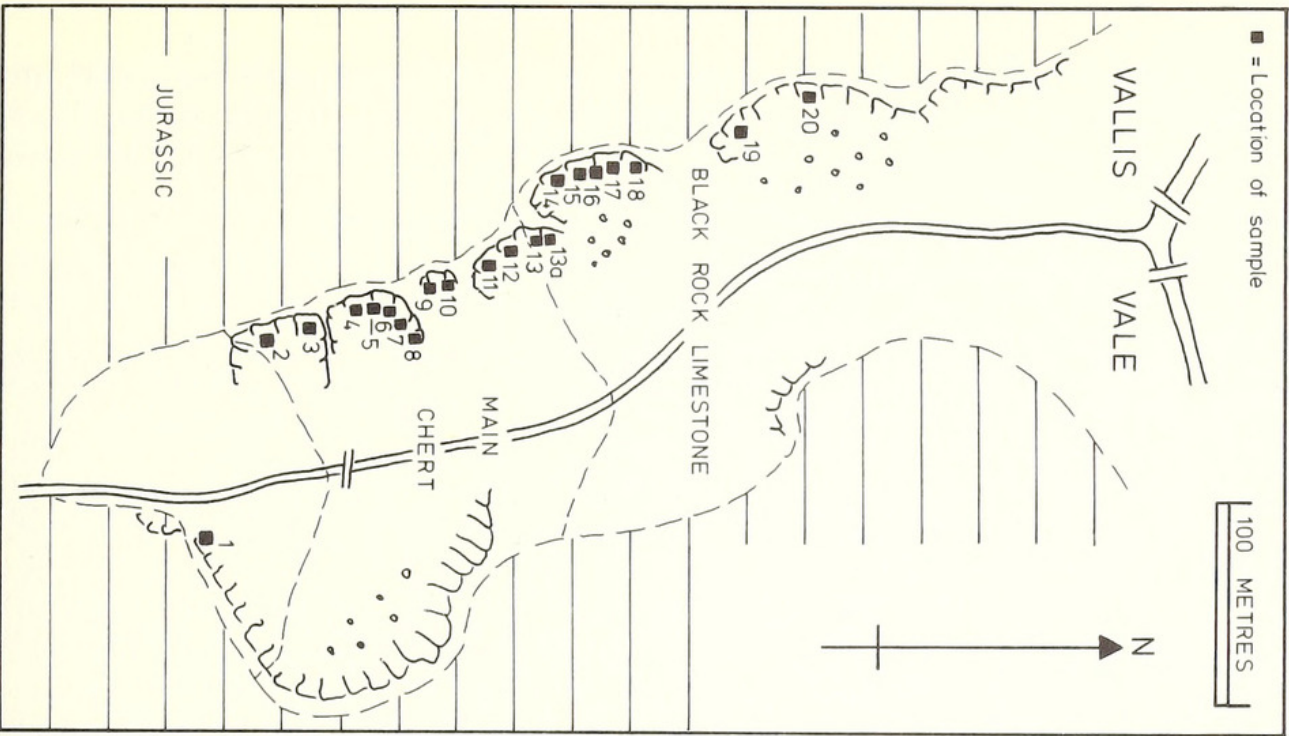 ■ = Location of sample
VALLIS VALE
100 METRES
N
BLACK ROCK LIMESTONE
MAIN
CHERT
JURASSIC
20
19
18
17
16
15
14
13a
13
12
11
10
9
8
7
6
5
4
3
2
1